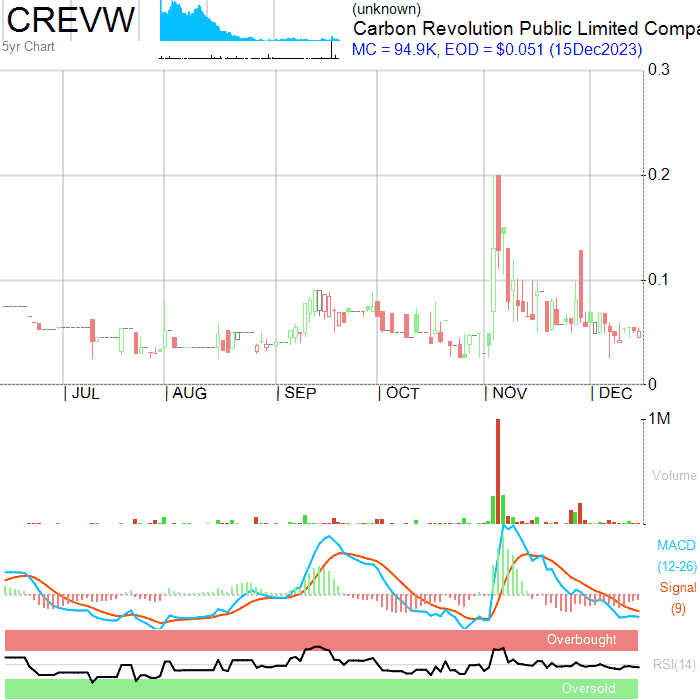 CREVW
5yr Chart
(unknown)
Carbon Revolution Public Limited Compa
MC = 94.9K, EOD = $0.051 (15Dec2023)
0.3
0.2
0.1
0
JUL AUG SEP OCT NOV DEC
1M
Volume
MACD
(12-26)
Signal
(9)
Overbought
RSI(14)
Oversold